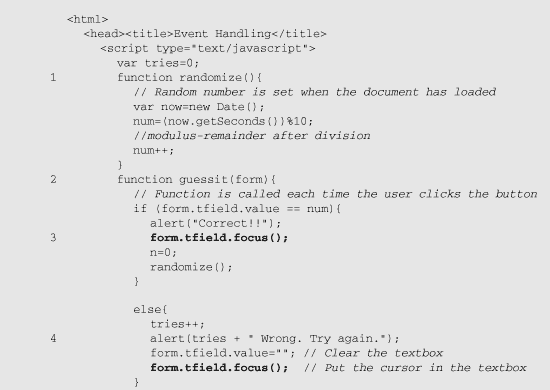 <html>
<head><title>Event Handling</title>
<script type="text/javascript">
var tries=0;
1 function randomize(){
// Random number is set when the document has loaded
var now=new Date();
num=(now.getSeconds())%10;
//modulus-remainder after division
num++;
}
2 function guessit(form){
// Function is called each time the user clicks the button
if (form.tfield.value == num){
alert("Correct!!");
3 form.tfield.focus();
n=0;
randomize();
}
else{
tries++;
4 alert(tries + " Wrong. Try again.");
form.tfield.value=""; // Clear the textbox
form.tfield.focus(); // Put the cursor in the textbox
}